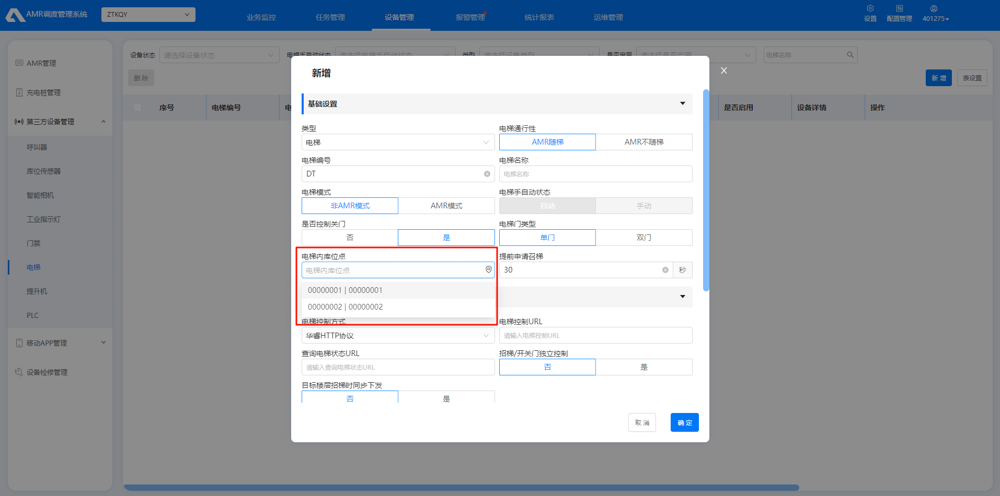 AMR调度管理系统
ZTKQY
业务监控
任务管理
设备管理
报警管理
统计报表
运维管理
设置
配置管理
401275
AMR管理
充电桩管理
第三方设备管理
呼叫器
库位传感器
智能相机
工业指示灯
门禁
电梯
提升机
PLC
移动APP管理
设备检修管理
设备状态
请选择设备状态
电梯手自动状态
请选择电梯手自动状态
类型
请选择设备类型
是否启用
请选择是否启用
电梯名称
删 除
新 增
表设置
序号
电梯编号
电
是否启用
设备详情
操作
新增
X
基础设置
类型
电梯
电梯通行性
AMR随梯
AMR不随梯
电梯编号
DT
电梯名称
电梯名称
电梯模式
非AMR模式
AMR模式
电梯手自动状态
自动
手动
是否控制关门
否
是
电梯门类型
单门
双门
电梯内库位点
电梯内库位点
提前申请召梯
30
秒
00000001 | 00000001
00000002 | 00000002
电梯控制方式
华睿HTTP协议
电梯控制URL
请输入电梯控制URL
查询电梯状态URL
请输入查询电梯状态URL
招梯/开关门独立控制
否
是
目标楼层招梯时同步下发
否
是
取 消
确 定